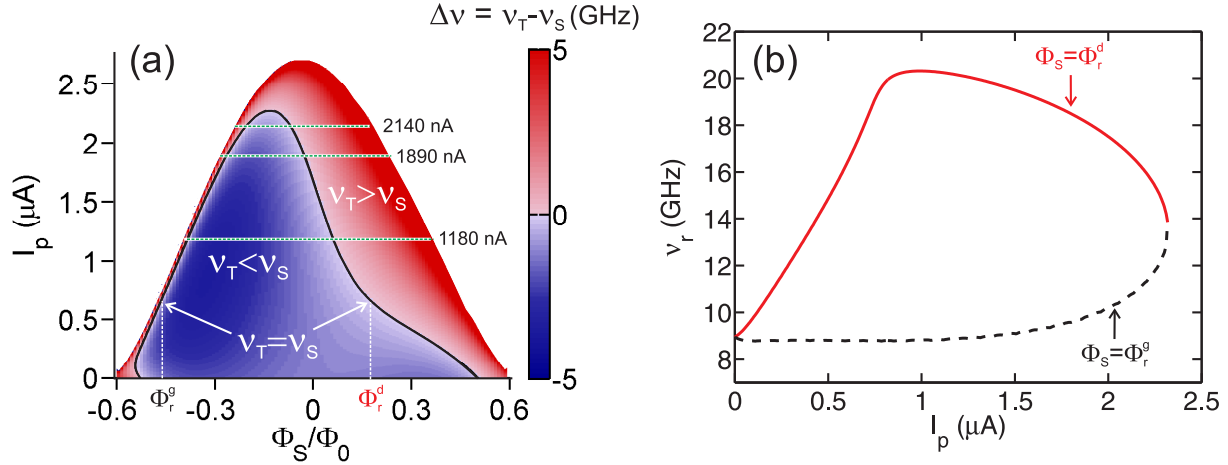 Δν = ν_T-ν_S (GHz)
(a)
5
0
-5
2.5
2
1.5
1
0.5
0
I_p (μA)
2140 nA
1890 nA
1180 nA
ν_T>ν_S
ν_T<ν_S
ν_T=ν_S
-0.6
Φ_r^g
-0.3
0
Φ_r^d
0.3
0.6
Φ_S/Φ_0
(b)
22
20
18
16
14
12
10
8
ν_r (GHz)
Φ_S=Φ_r^d
Φ_S=Φ_r^g
0
0.5
1
1.5
2
2.5
I_p (μA)